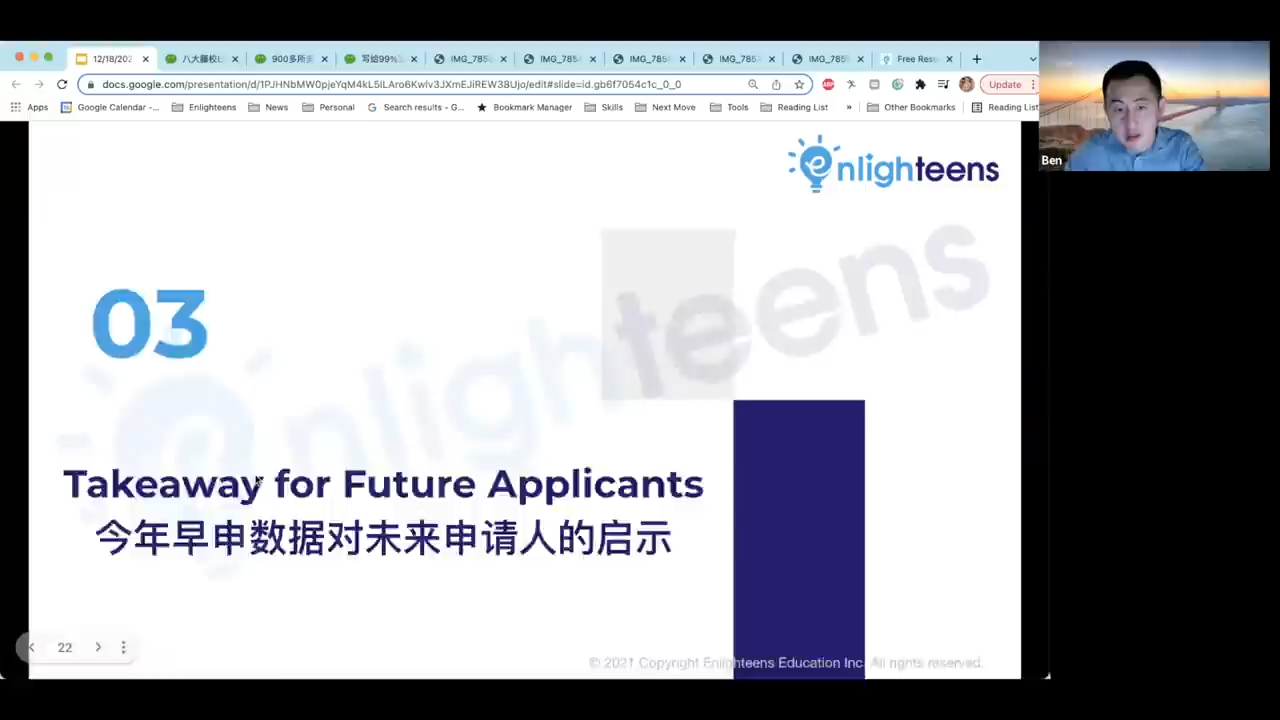 12/18/202
八大藤校
900多所
写给99%
IMG_785
IMG_785
IMG_785
IMG_785
IMG_785
Free Resu
docs.google.com/presentation/d/1PJHNbMW0pjeYqM4kL5lLAro6Kwlv3JXmEJiREW38Ujo/edit#slide=id.gb6f7054c1c_0_0
Update
Apps
Google Calendar -...
Enlighteens
News
Personal
Search results - G...
Bookmark Manager
Skills
Next Move
Tools
Reading List
»
Other Bookmarks
Reading List
Ben
enlighteens
enlighteens
03
Takeaway for Future Applicants
今年早申数据对未来申请人的启示
22
© 2021 Copyright Enlighteens Education Inc. All rights reserved.